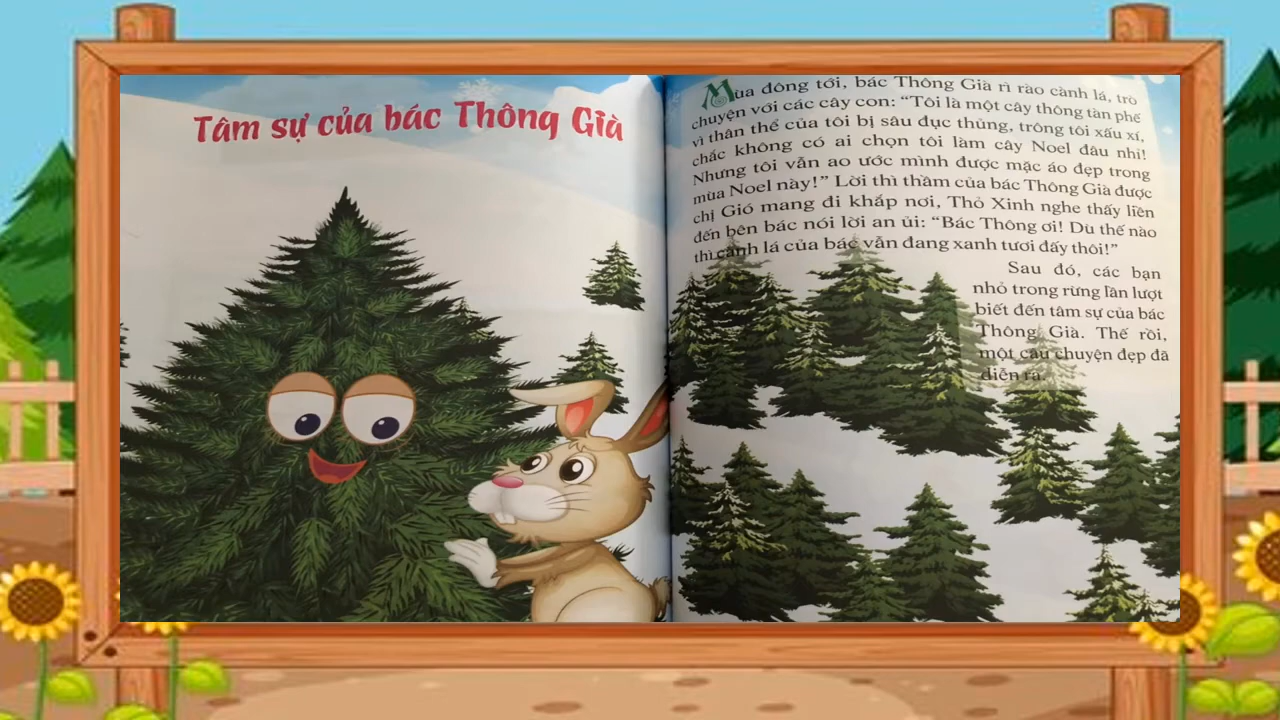 Tâm sự của bác Thông Già
Mùa đông tới, bác Thông Già rì rào cành lá, trò
chuyện với các cây con: “Tôi là một cây thông tàn phế
vì thân thể của tôi bị sâu đục thủng, trông tôi xấu xí,
chắc không có ai chọn tôi làm cây Noel đâu nhỉ!
Nhưng tôi vẫn ao ước mình được mặc áo đẹp trong
mùa Noel này!” Lời thì thầm của bác Thông Già được
chị Gió mang đi khắp nơi, Thỏ Xinh nghe thấy liền
đến bên bác nói lời an ủi: “Bác Thông ơi! Dù thế nào
thì cành lá của bác vẫn đang xanh tươi đấy thôi!”
Sau đó, các bạn
nhỏ trong rừng lần lượt
biết đến tâm sự của bác
Thông Già. Thế rồi,
một câu chuyện đẹp đã
diễn ra.